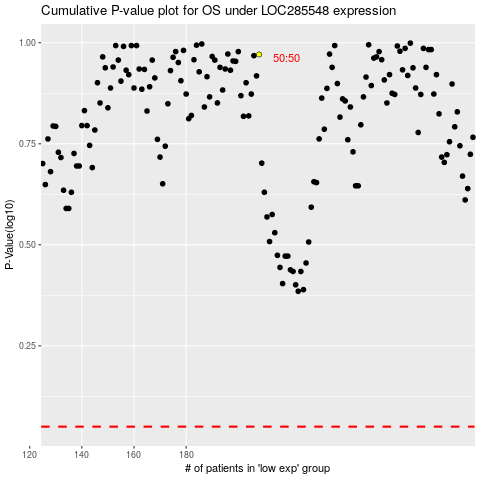 Cumulative P-value plot for OS under LOC285548 expression
1.00
50:50
0.75
P-Value(log10)
0.50
0.25
120 140 160 180
# of patients in 'low exp' group